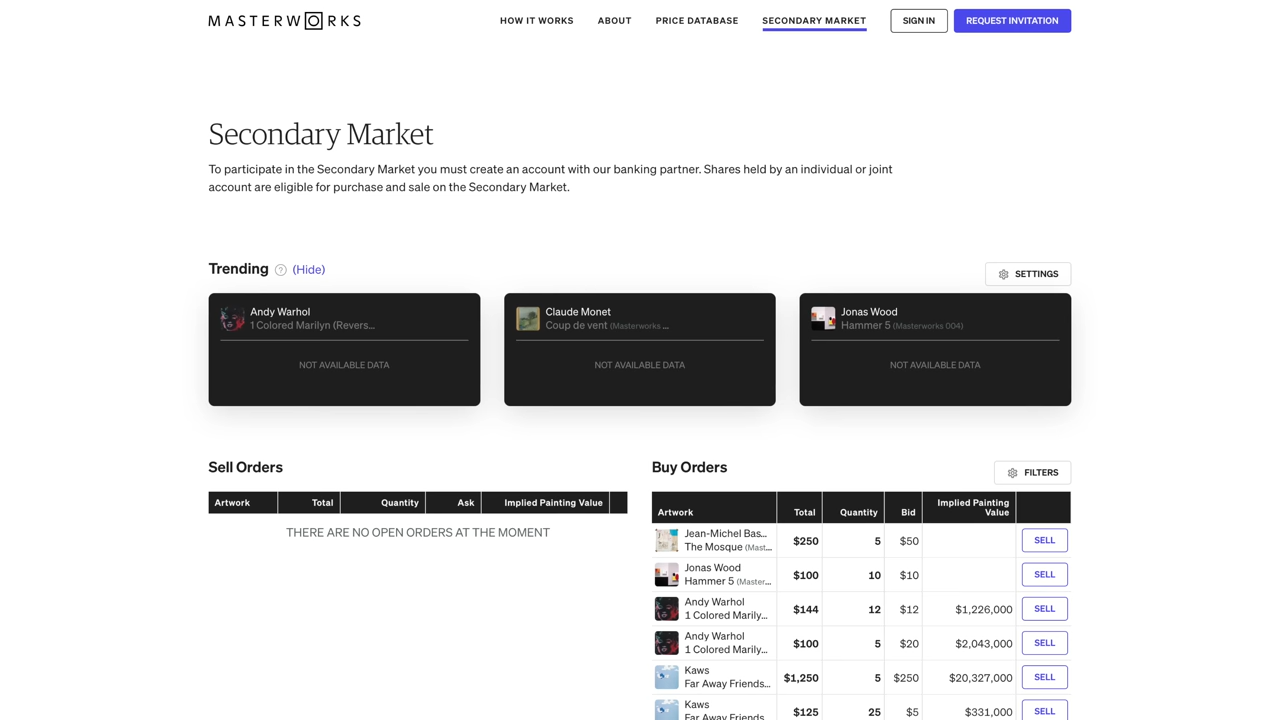 MASTERWORKS
HOW IT WORKS
ABOUT
PRICE DATABASE
SECONDARY MARKET
SIGN IN
REQUEST INVITATION
Secondary Market
To participate in the Secondary Market you must create an account with our banking partner. Shares held by an individual or joint
account are eligible for purchase and sale on the Secondary Market.
Trending ? (Hide)
SETTINGS
Andy Warhol
1 Colored Marilyn (Revers...
NOT AVAILABLE DATA
Claude Monet
Coup de vent (Masterworks ...
NOT AVAILABLE DATA
Jonas Wood
Hammer 5 (Masterworks 004)
NOT AVAILABLE DATA
Sell Orders
Artwork Total Quantity Ask Implied Painting Value
THERE ARE NO OPEN ORDERS AT THE MOMENT
Buy Orders
FILTERS
Artwork Total Quantity Bid Implied Painting
Value
Jean-Michel Bas...
The Mosque (Mast... $250 5 $50 SELL
Jonas Wood
Hammer 5 (Master... $100 10 $10 SELL
Andy Warhol
1 Colored Marily... $144 12 $12 $1,226,000 SELL
Andy Warhol
1 Colored Marily... $100 5 $20 $2,043,000 SELL
Kaws
Far Away Friends... $1,250 5 $250 $20,327,000 SELL
Kaws
Far Away Friends... $125 25 $5 $331,000 SELL